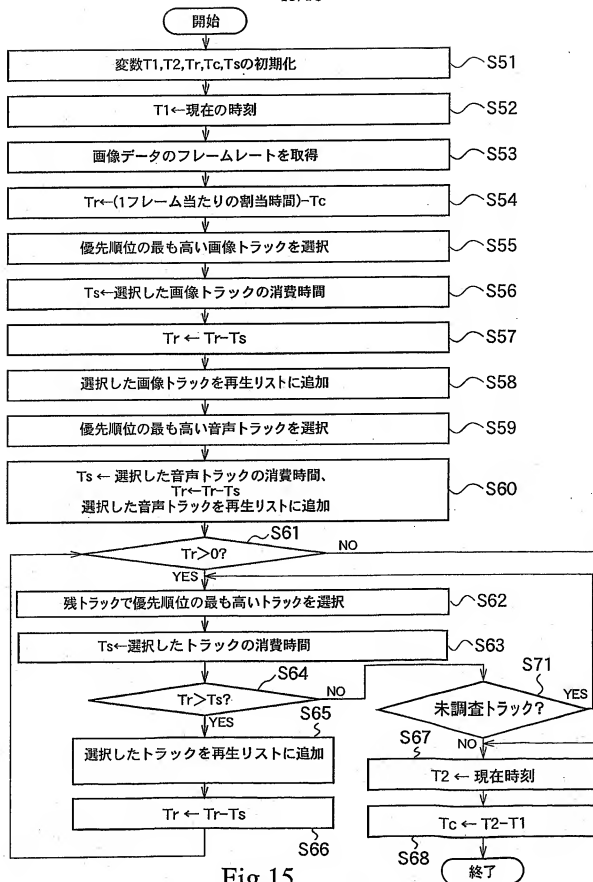 開始
変数T1,T2,Tr,Tc,Tsの初期化
S51
T1←現在の時刻
S52
画像データのフレームレートを取得
S53
Tr←(1フレーム当たりの割当時間)-Tc
S54
優先順位の最も高い画像トラックを選択
S55
Ts←選択した画像トラックの消費時間
S56
Tr ← Tr-Ts
S57
選択した画像トラックを再生リストに追加
S58
優先順位の最も高い音声トラックを選択
S59
Ts ← 選択した音声トラックの消費時間、
Tr←Tr-Ts
選択した音声トラックを再生リストに追加
S60
S61
Tr>0?
NO
YES
残トラックで優先順位の最も高いトラックを選択
S62
Ts←選択したトラックの消費時間
S63
S64
Tr>Ts?
NO
YES
S71
未調査トラック?
YES
NO
S65
選択したトラックを再生リストに追加
S67
T2 ← 現在時刻
Tr ← Tr-Ts
S66
Tc ← T2-T1
S68
終了
Fig.15